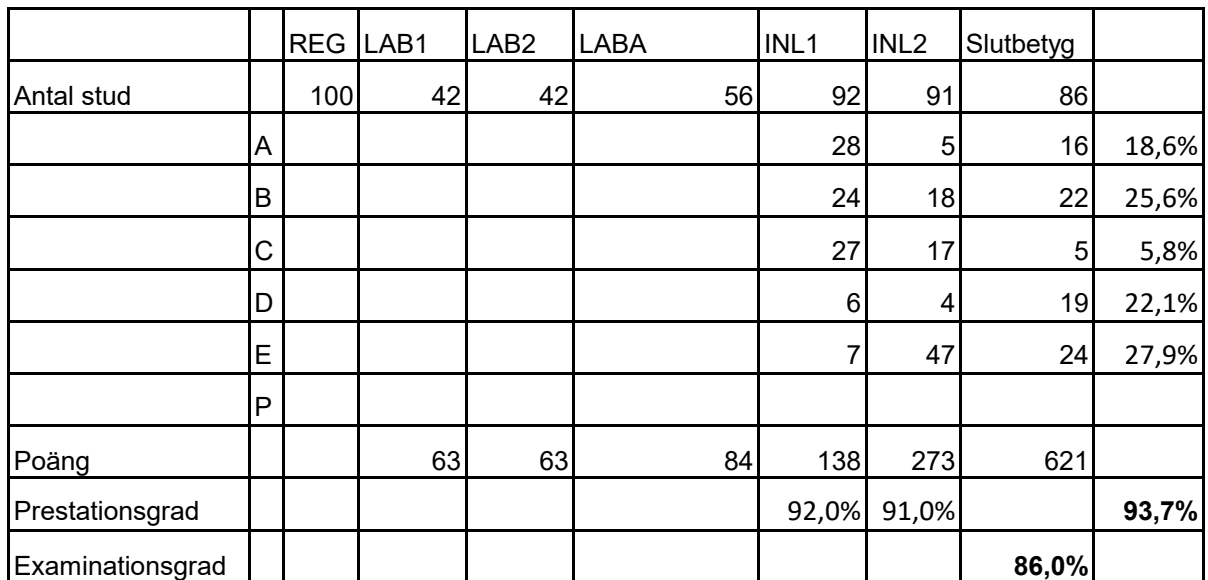 REG LAB1 LAB2 LABA INL1 INL2 Slutbetyg
Antal stud 100 42 42 56 92 91 86
A 28 5 16 18,6%
B 24 18 22 25,6%
C 27 17 5 5,8%
D 6 4 19 22,1%
E 7 47 24 27,9%
P
Poäng 63 63 84 138 273 621
Prestationsgrad 92,0% 91,0% 93,7%
Examinationsgrad 86,0%